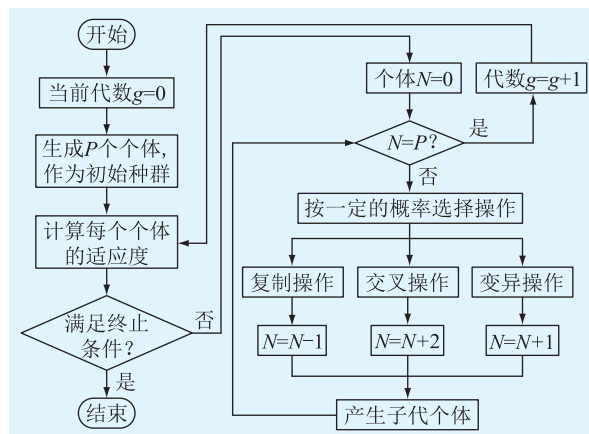 开始
当前代数g=0
生成P个个体,
作为初始种群
计算每个个体
的适应度
满足终止
条件?
否
是
结束
个体N=0
代数g=g+1
N=P?
是
否
按一定的概率选择操作
复制操作
交叉操作
变异操作
N=N-1
N=N+2
N=N+1
产生子代个体